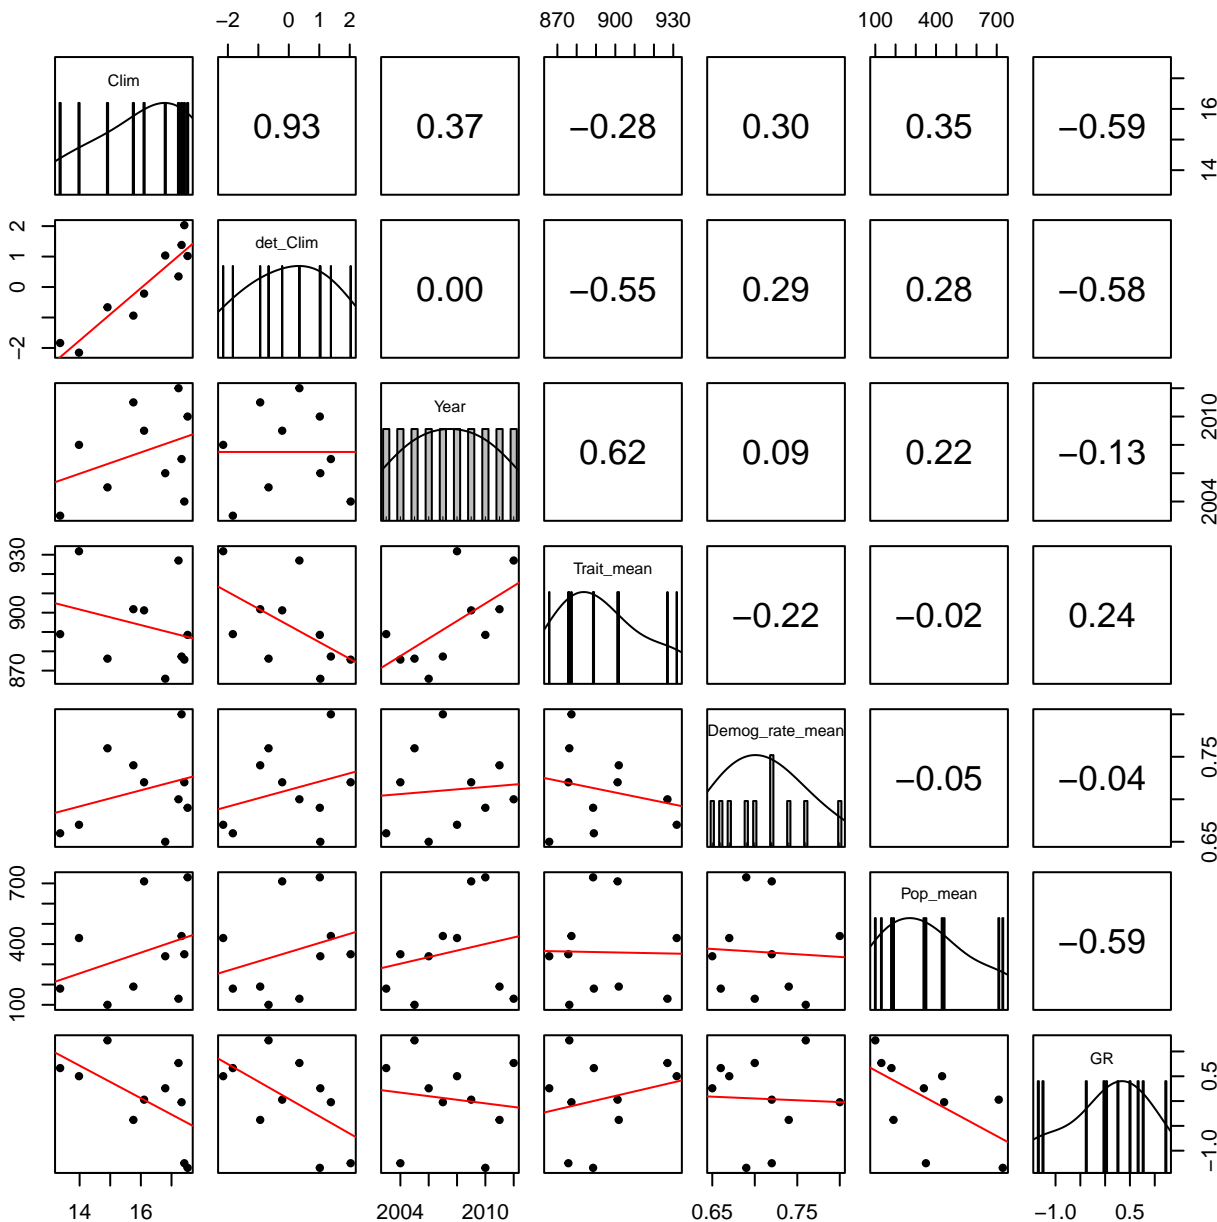 −2 0 1 2 870 900 930 100 400 700
Clim 0.93 0.37 −0.28 0.30 0.35 −0.59 14 16
−2 0 1 2 det_Clim 0.00 −0.55 0.29 0.28 −0.58
Year 0.62 0.09 0.22 −0.13 2004 2010
870 900 930 Trait_mean −0.22 −0.02 0.24
Demog_rate_mean −0.05 −0.04 0.65 0.75
100 400 700 Pop_mean −0.59
GR −1.0 0.5
14 16 2004 2010 0.65 0.75 −1.0 0.5